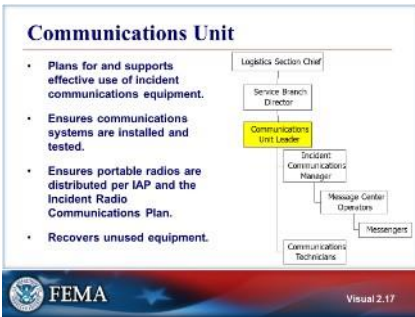 Communications Unit
• Plans for and supports
effective use of incident
communications equipment.
• Ensures communications
systems are installed and
tested.
• Ensures portable radios are
distributed per IAP and the
Incident Radio
Communications Plan.
• Recovers unused equipment.
Logistics Section Chief
Service Branch
Director
Communications
Unit Leader
Incident
Communications
Manager
Message Center
Operators
Messengers
Communications
Technicians
FEMA
Visual 2.17